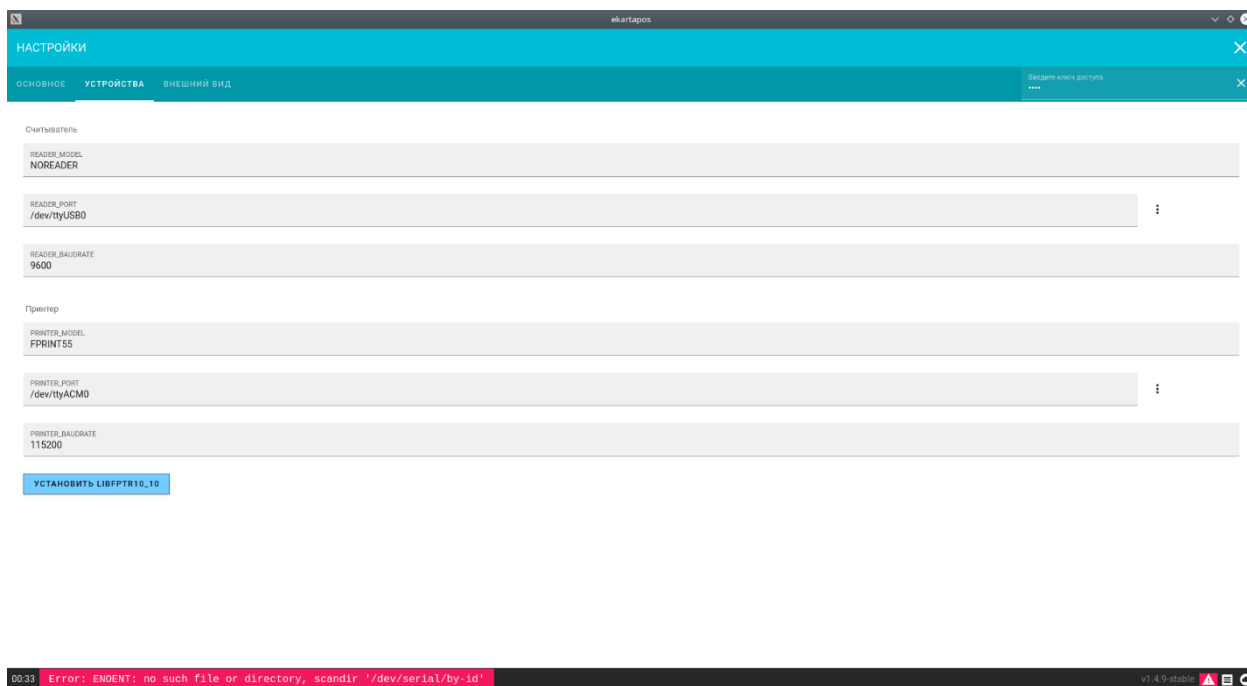 ekartapos
НАСТРОЙКИ
ОСНОВНОЕ УСТРОЙСТВА ВНЕШНИЙ ВИД
Введите ключ доступа
••••
Считыватель
READER_MODEL
NOREADER
READER_PORT
/dev/ttyUSB0
READER_BAUDRATE
9600
Принтер
PRINTER_MODEL
FPRINT55
PRINTER_PORT
/dev/ttyACM0
PRINTER_BAUDRATE
115200
УСТАНОВИТЬ LIBFPTR10_10
00:33 Error: ENOENT: no such file or directory, scandir '/dev/serial/by-id' v1.4.9-stable